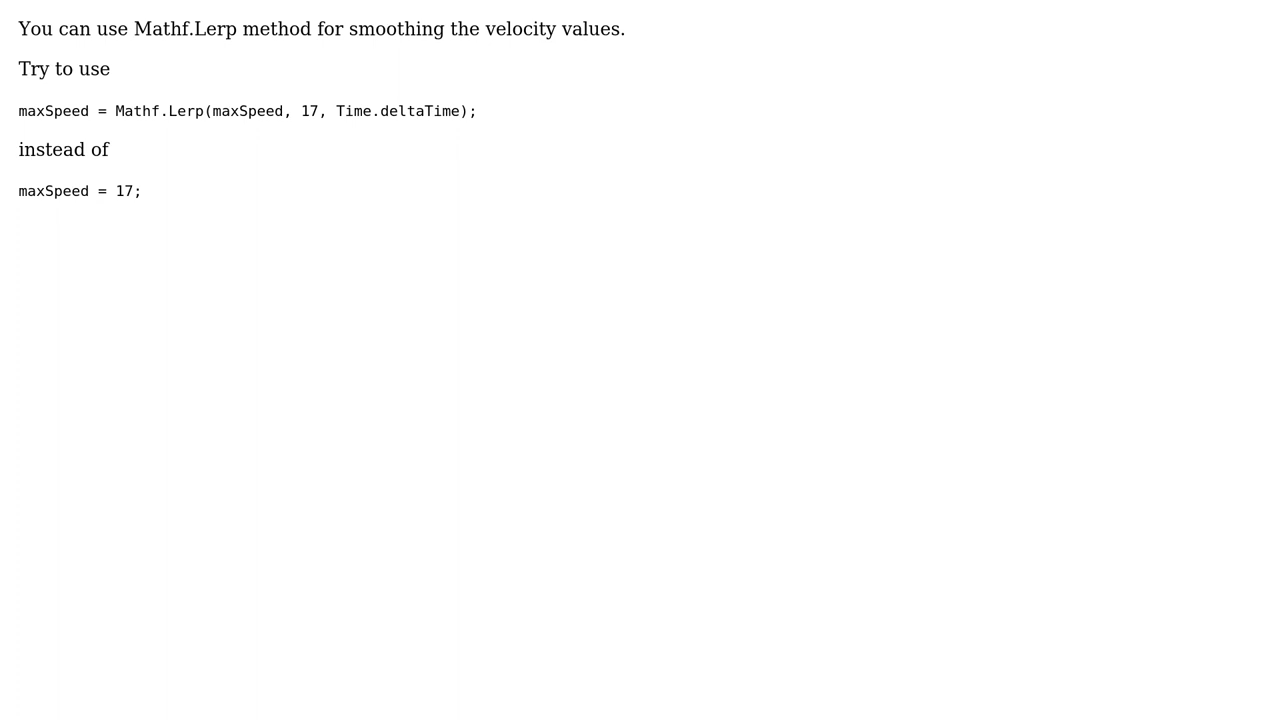 You can use Mathf.Lerp method for smoothing the velocity values.
Try to use
maxSpeed = Mathf.Lerp(maxSpeed, 17, Time.deltaTime);
instead of
maxSpeed = 17;